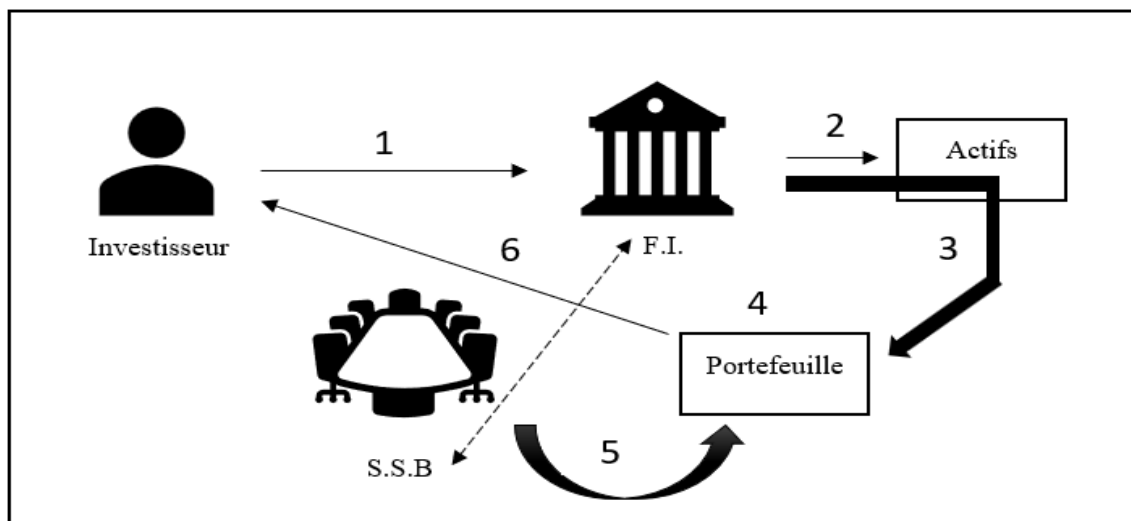 1
2
Actifs
Investisseur
6
F.I.
3
4
Portefeuille
S.S.B
5